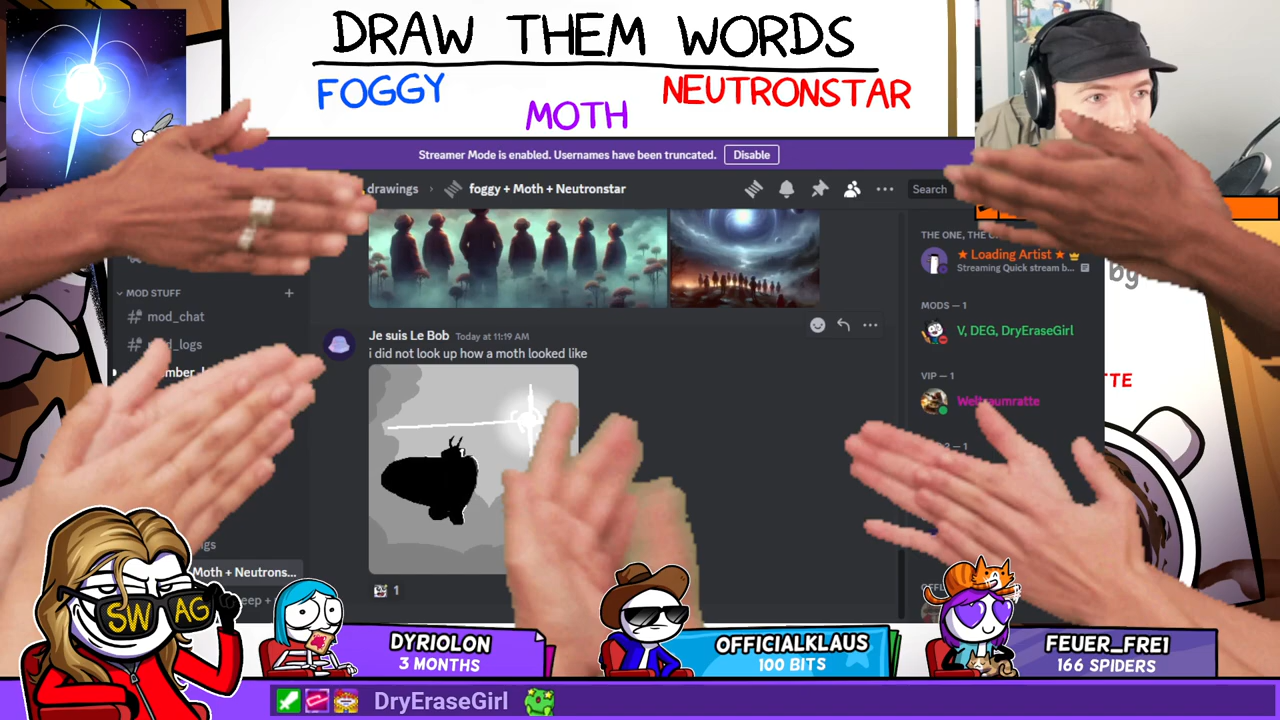 DRAW THEM WORDS
FOGGY
MOTH
NEUTRONSTAR
Streamer Mode is enabled. Usernames have been truncated.
Disable
drawings › foggy + Moth + Neutronstar
Search
MOD STUFF
mod_chat
_logs
Moth + Neutrons...
Je suis Le Bob Today at 11:19 AM
i did not look up how a moth looked like
1
THE ONE, THE
★ Loading Artist ★
Streaming Quick stream b...
MODS — 1
V, DEG, DryEraseGirl
VIP — 1
Weltraumratte
by
SW AG
DYRIOLON
3 MONTHS
OFFICIALKLAUS
100 BITS
FEUER_FRE1
166 SPIDERS
DryEraseGirl